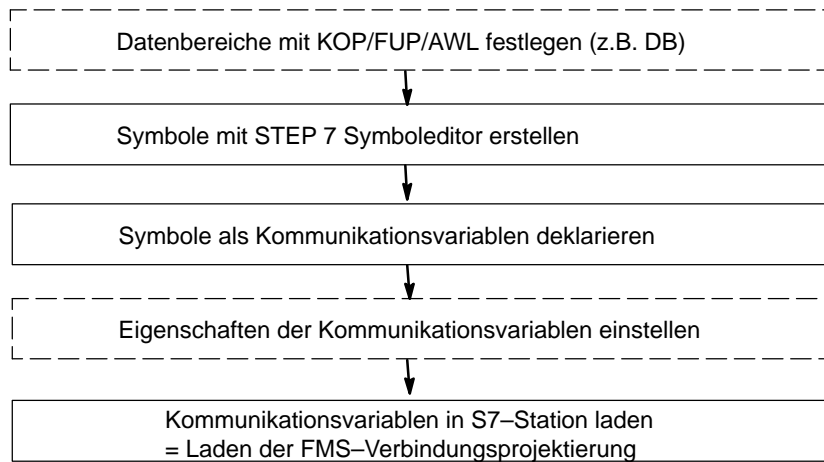 Datenbereiche mit KOP/FUP/AWL festlegen (z.B. DB)
Symbole mit STEP 7 Symboleditor erstellen
Symbole als Kommunikationsvariablen deklarieren
Eigenschaften der Kommunikationsvariablen einstellen
Kommunikationsvariablen in S7–Station laden
= Laden der FMS–Verbindungsprojektierung